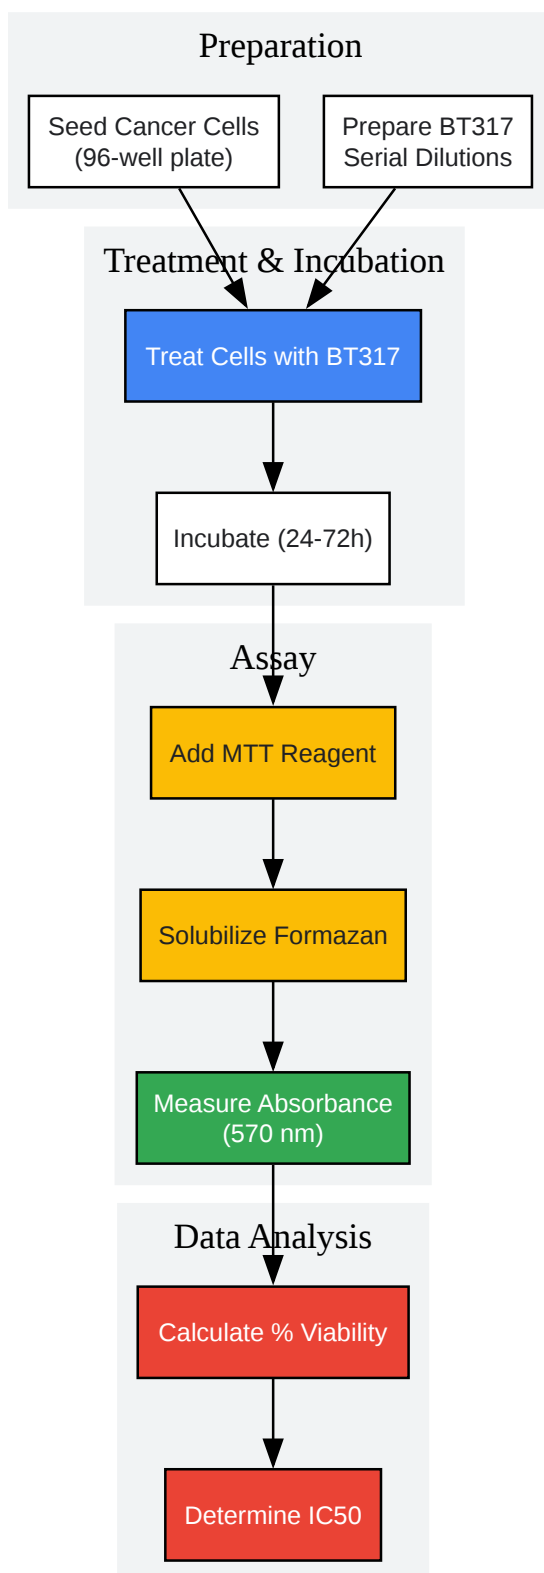 Preparation
Seed Cancer Cells
(96-well plate)
Prepare BT317
Serial Dilutions
Treatment & Incubation
Treat Cells with BT317
Incubate (24-72h)
Assay
Add MTT Reagent
Solubilize Formazan
Measure Absorbance
(570 nm)
Data Analysis
Calculate % Viability
Determine IC50